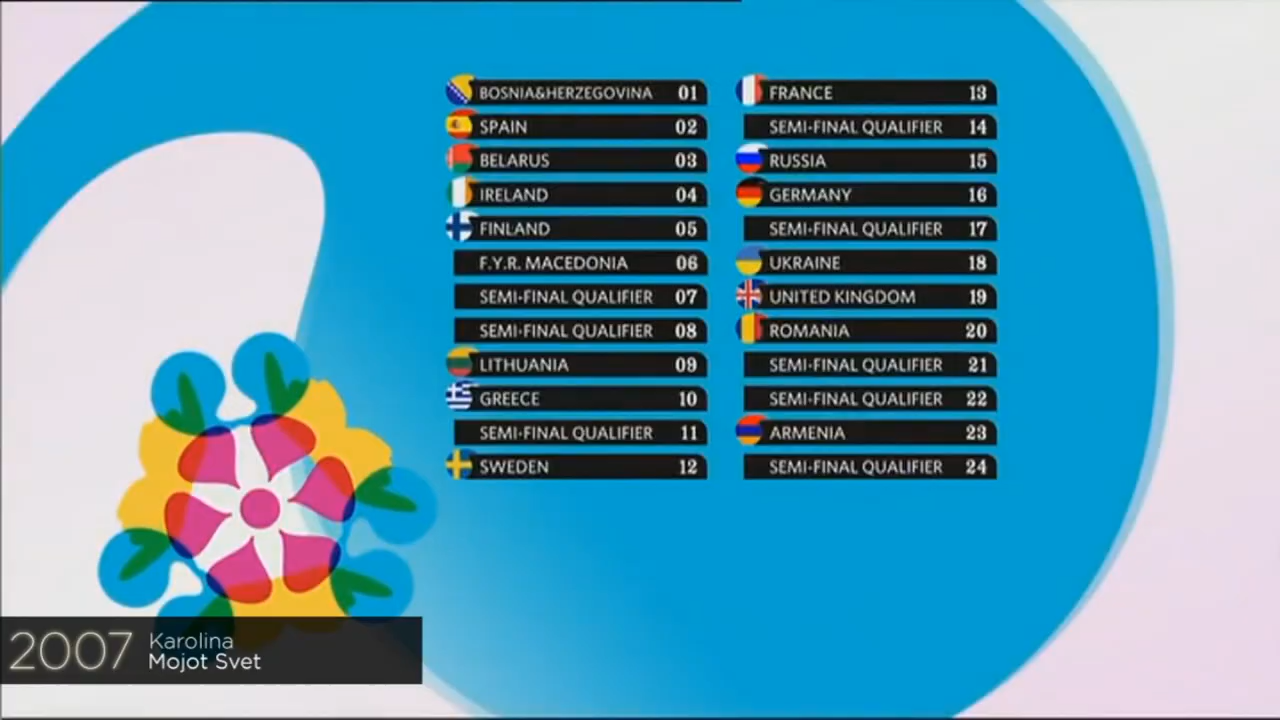 BOSNIA&HERZEGOVINA 01
SPAIN 02
BELARUS 03
IRELAND 04
FINLAND 05
F.Y.R. MACEDONIA 06
SEMI-FINAL QUALIFIER 07
SEMI-FINAL QUALIFIER 08
LITHUANIA 09
GREECE 10
SEMI-FINAL QUALIFIER 11
SWEDEN 12
FRANCE 13
SEMI-FINAL QUALIFIER 14
RUSSIA 15
GERMANY 16
SEMI-FINAL QUALIFIER 17
UKRAINE 18
UNITED KINGDOM 19
ROMANIA 20
SEMI-FINAL QUALIFIER 21
SEMI-FINAL QUALIFIER 22
ARMENIA 23
SEMI-FINAL QUALIFIER 24
2007
Karolina
Mojot Svet